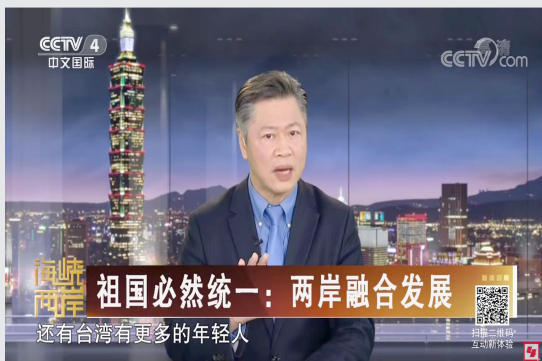 CCTV 4
中文国际
CCTV.com
海峡
两岸
祖国必然统一：两岸融合发展
还有台湾有更多的年轻人
扫描二维码
互动新体验